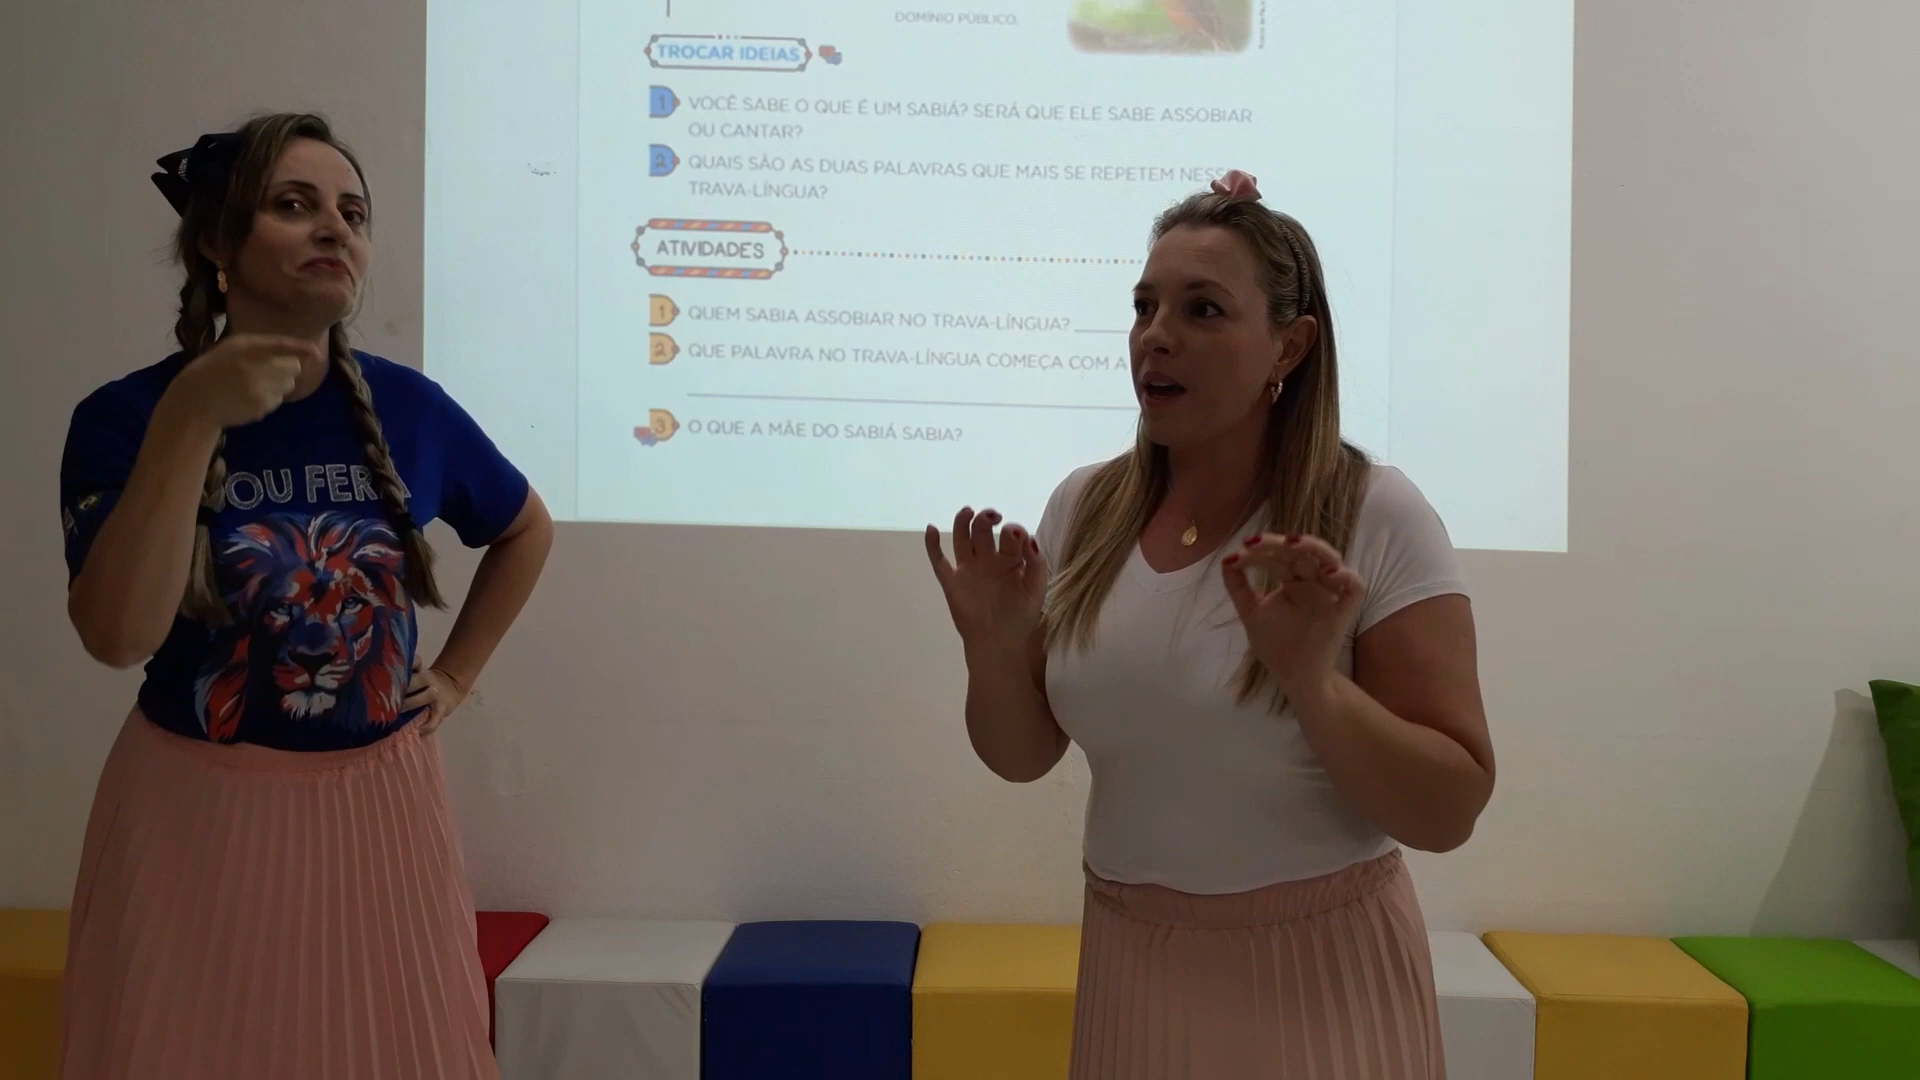 DOMÍNIO PÚBLICO.
TROCAR IDEIAS
1 VOCÊ SABE O QUE É UM SABIÁ? SERÁ QUE ELE SABE ASSOBIAR
OU CANTAR?
2 QUAIS SÃO AS DUAS PALAVRAS QUE MAIS SE REPETEM
TRAVA-LÍNGUA?
ATIVIDADES
1 QUEM SABIA ASSOBIAR NO TRAVA-LÍNGUA?
2 QUE PALAVRA NO TRAVA-LÍNGUA COMEÇA COM A
3 O QUE A MÃE DO SABIÁ SABIA?
OU FERA